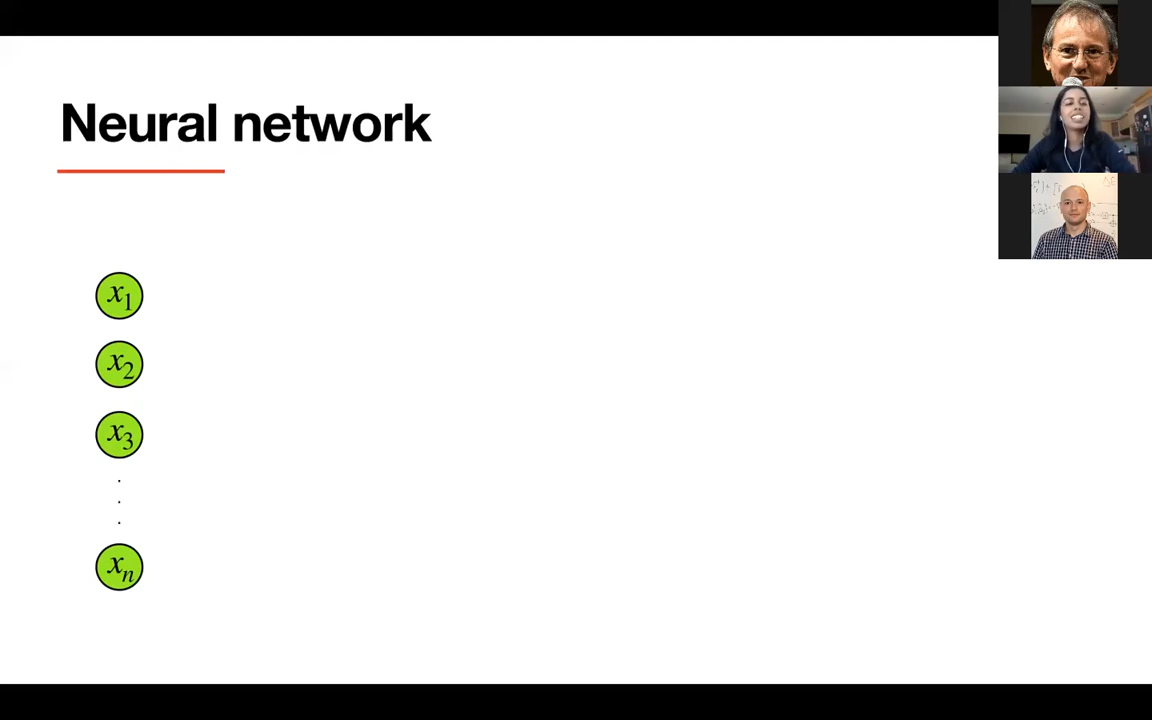 Neural network
x1
x2
x3
.
.
.
xn